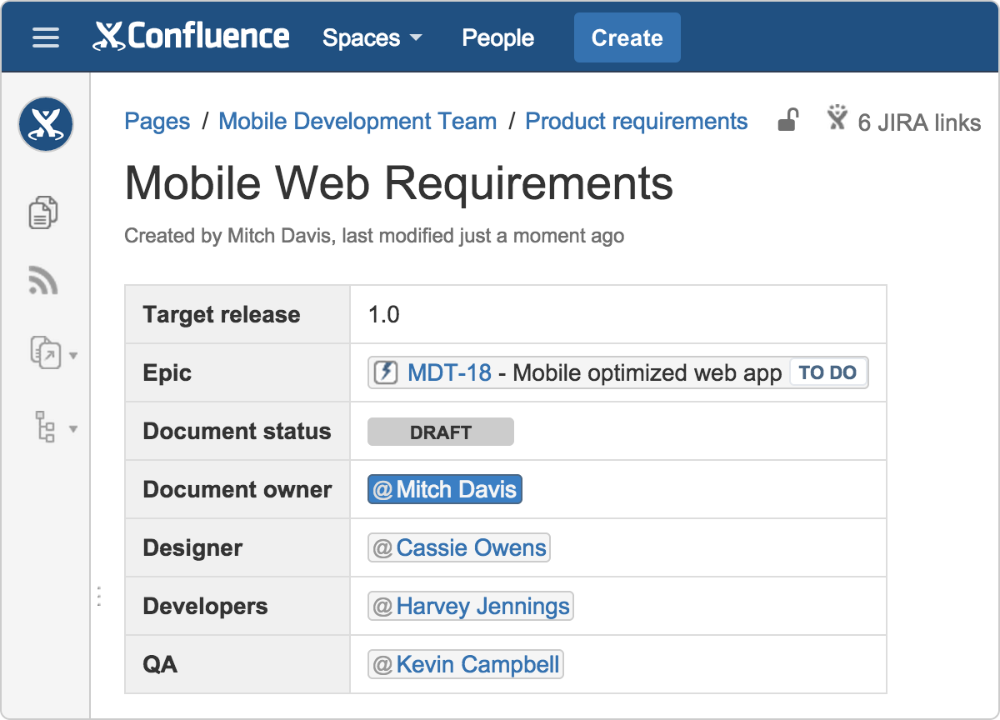 Confluence Spaces People Create
Pages / Mobile Development Team / Product requirements 6 JIRA links
Mobile Web Requirements
Created by Mitch Davis, last modified just a moment ago
Target release 1.0
Epic MDT-18 - Mobile optimized web app TO DO
Document status DRAFT
Document owner @Mitch Davis
Designer @Cassie Owens
Developers @Harvey Jennings
QA @Kevin Campbell